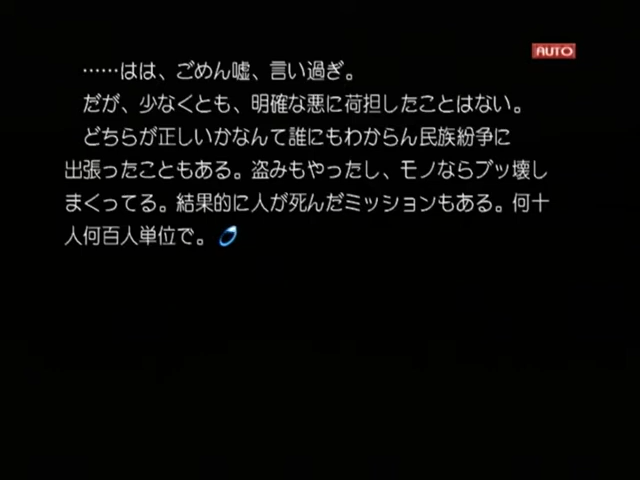 AUTO
……はは、ごめん嘘、言い過ぎ。
だが、少なくとも、明確な悪に荷担したことはない。
どちらが正しいかなんて誰にもわからん民族紛争に
出張ったこともある。盗みもやったし、モノならブッ壊し
まくってる。結果的に人が死んだミッションもある。何十
人何百人単位で。